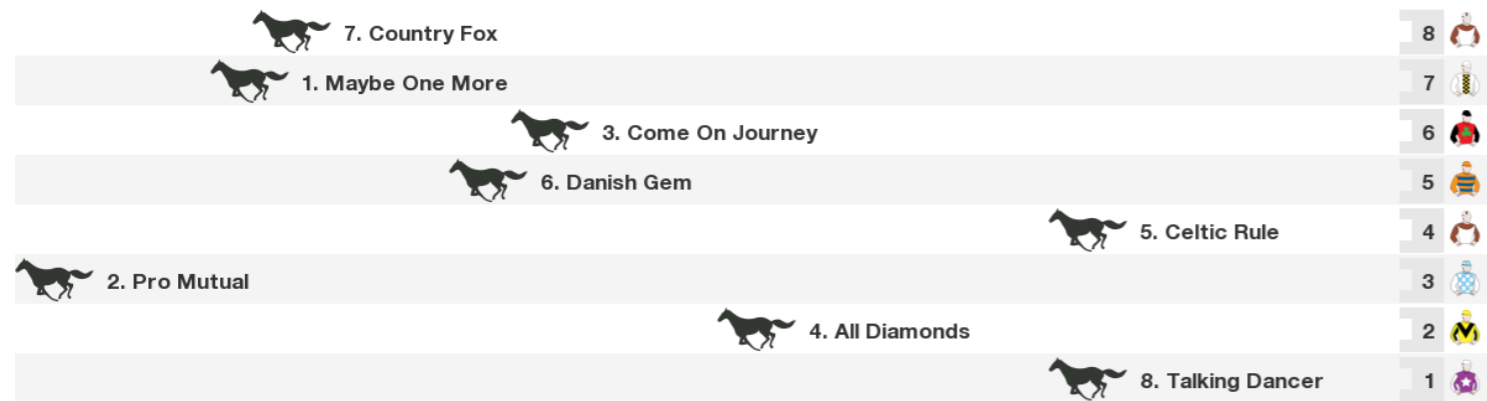 7. Country Fox 8
1. Maybe One More 7
3. Come On Journey 6
6. Danish Gem 5
5. Celtic Rule 4
2. Pro Mutual 3
4. All Diamonds 2
8. Talking Dancer 1